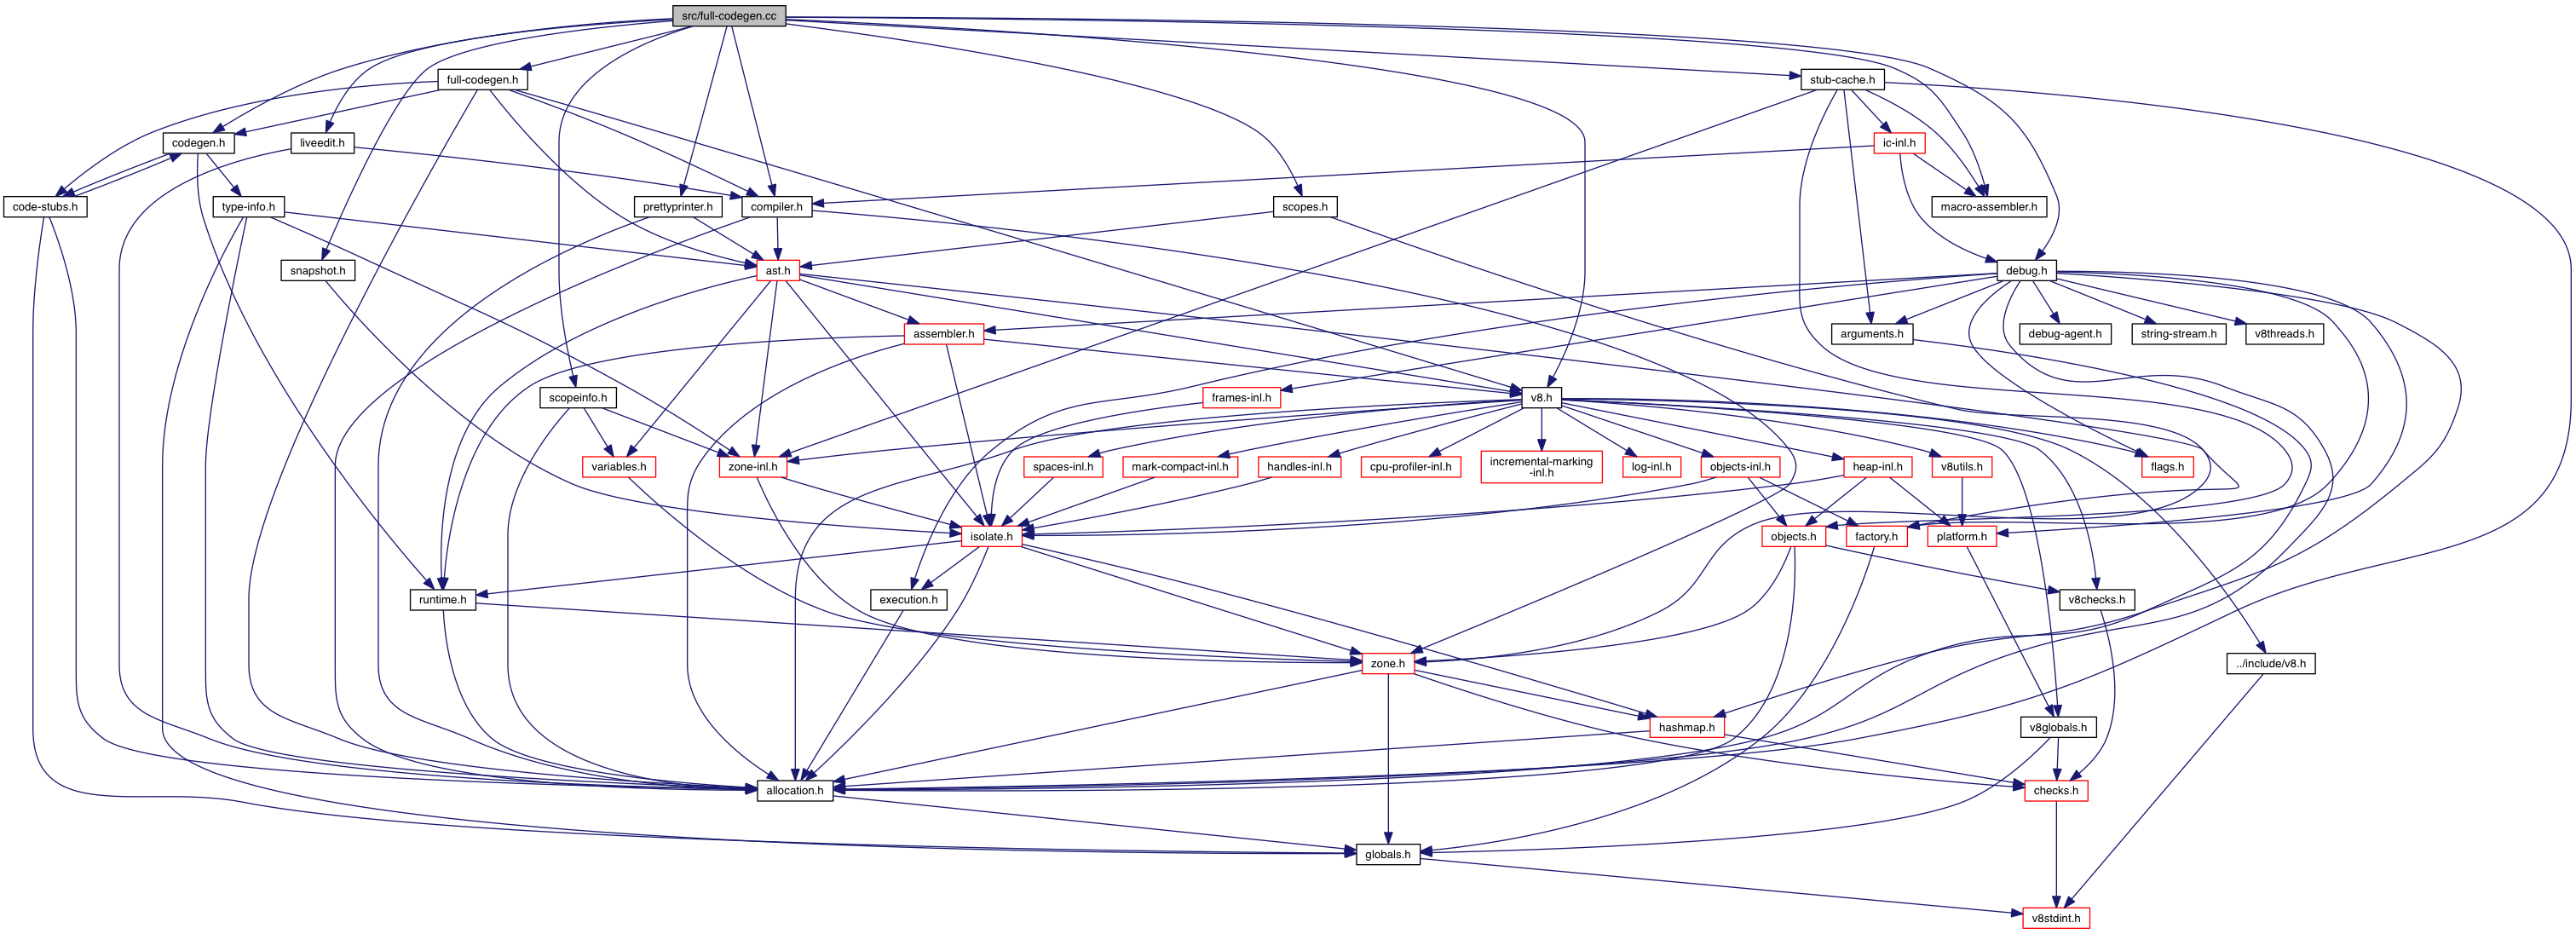 src/full-codegen.cc
full-codegen.h
stub-cache.h
codegen.h
liveedit.h
ic-inl.h
code-stubs.h
type-info.h
prettyprinter.h
compiler.h
scopes.h
macro-assembler.h
snapshot.h
ast.h
debug.h
assembler.h
arguments.h
debug-agent.h
string-stream.h
v8threads.h
scopeinfo.h
frames-inl.h
v8.h
variables.h
zone-inl.h
spaces-inl.h
mark-compact-inl.h
handles-inl.h
cpu-profiler-inl.h
incremental-marking
-inl.h
log-inl.h
objects-inl.h
heap-inl.h
v8utils.h
flags.h
isolate.h
objects.h
factory.h
platform.h
runtime.h
execution.h
v8checks.h
zone.h
../include/v8.h
hashmap.h
v8globals.h
allocation.h
checks.h
globals.h
v8stdint.h